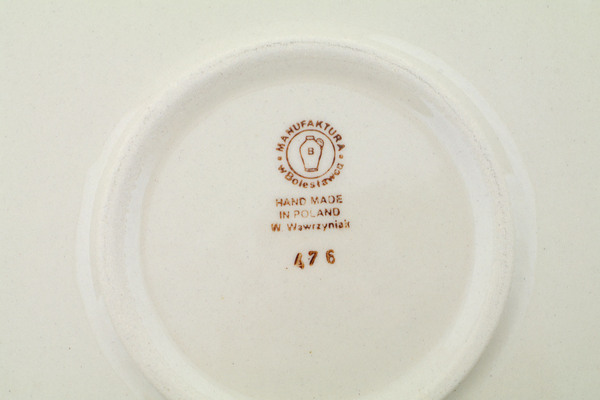 MANUFAKTURA
w Bolesławcu
B
HAND MADE
IN POLAND
W. Wawrzyniak
476